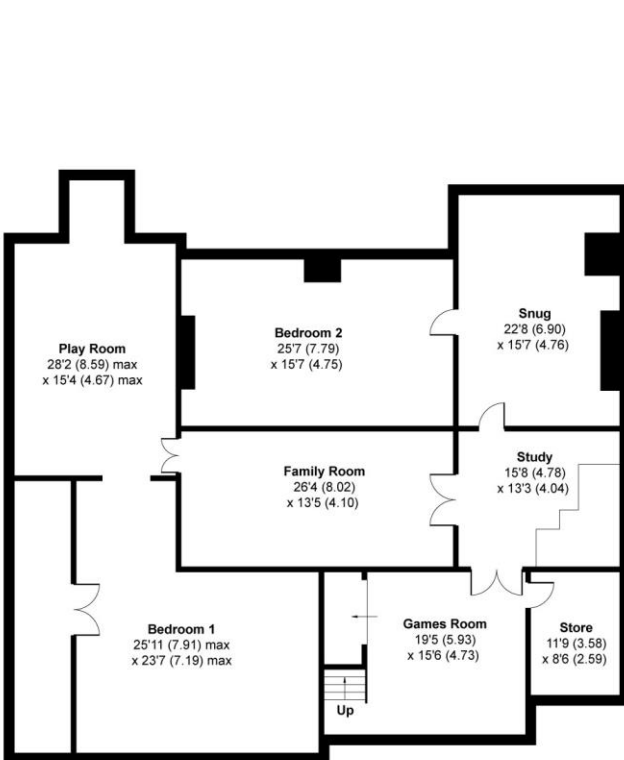 Play Room
28'2 (8.59) max
x 15'4 (4.67) max
Bedroom 2
25'7 (7.79)
x 15'7 (4.75)
Snug
22'8 (6.90)
x 15'7 (4.76)
Family Room
26'4 (8.02)
x 13'5 (4.10)
Study
15'8 (4.78)
x 13'3 (4.04)
Bedroom 1
25'11 (7.91) max
x 23'7 (7.19) max
Games Room
19'5 (5.93)
x 15'6 (4.73)
Store
11'9 (3.58)
x 8'6 (2.59)
Up